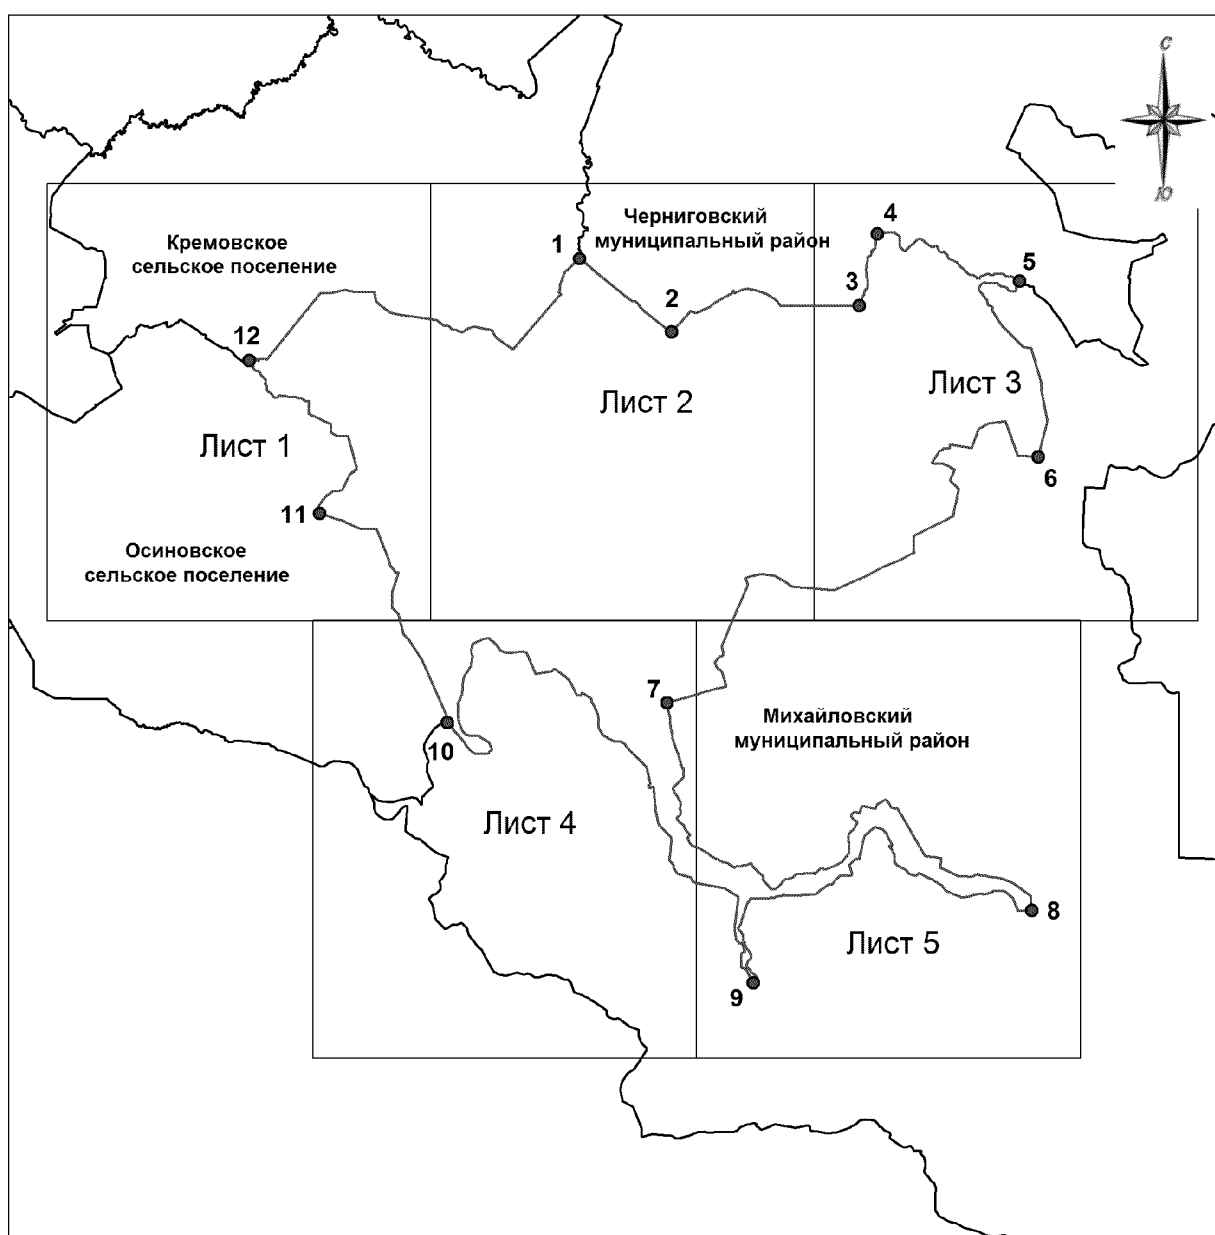 С
Ю
Кремовское
сельское поселение
Черниговский
муниципальный район
1
2
3
4
5
12
Лист 1
Лист 2
Лист 3
6
11
Осиновское
сельское поселение
7
10
Михайловский
муниципальный район
Лист 4
8
Лист 5
9